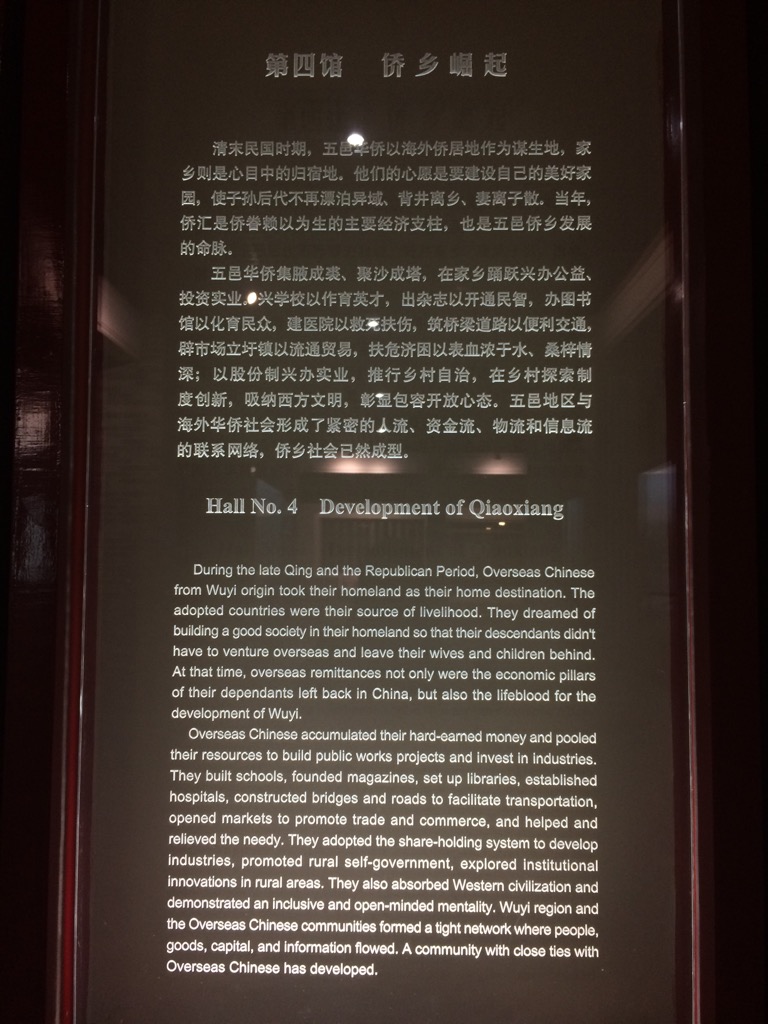 第四馆 侨乡崛起
清末民国时期，五邑华侨以海外侨居地作为谋生地，家
乡则是心目中的归宿地。他们的心愿是要建设自己的美好家
园，使子孙后代不再漂泊异域、背井离乡、妻离子散。当年，
侨汇是侨眷赖以为生的主要经济支柱，也是五邑侨乡发展
的命脉。
五邑华侨集腋成裘、聚沙成塔，在家乡踊跃兴办公益、
投资实业。兴学校以作育英才，出杂志以开通民智，办图书
馆以化育民众，建医院以救死扶伤，筑桥梁道路以便利交通，
辟市场立圩镇以流通贸易，扶危济困以表血浓于水、桑梓情
深；以股份制兴办实业，推行乡村自治，在乡村探索制
度创新，吸纳西方文明，彰显包容开放心态。五邑地区与
海外华侨社会形成了紧密的人流、资金流、物流和信息流
的联系网络，侨乡社会已然成型。
Hall No. 4 Development of Qiaoxiang
During the late Qing and the Republican Period, Overseas Chinese
from Wuyi origin took their homeland as their home destination. The
adopted countries were their source of livelihood. They dreamed of
building a good society in their homeland so that their descendants didn't
have to venture overseas and leave their wives and children behind.
At that time, overseas remittances not only were the economic pillars
of their dependants left back in China, but also the lifeblood for the
development of Wuyi.
Overseas Chinese accumulated their hard-earned money and pooled
their resources to build public works projects and invest in industries.
They built schools, founded magazines, set up libraries, established
hospitals, constructed bridges and roads to facilitate transportation,
opened markets to promote trade and commerce, and helped and
relieved the needy. They adopted the share-holding system to develop
industries, promoted rural self-government, explored institutional
innovations in rural areas. They also absorbed Western civilization and
demonstrated an inclusive and open-minded mentality. Wuyi region and
the Overseas Chinese communities formed a tight network where people,
goods, capital, and information flowed. A community with close ties with
Overseas Chinese has developed.